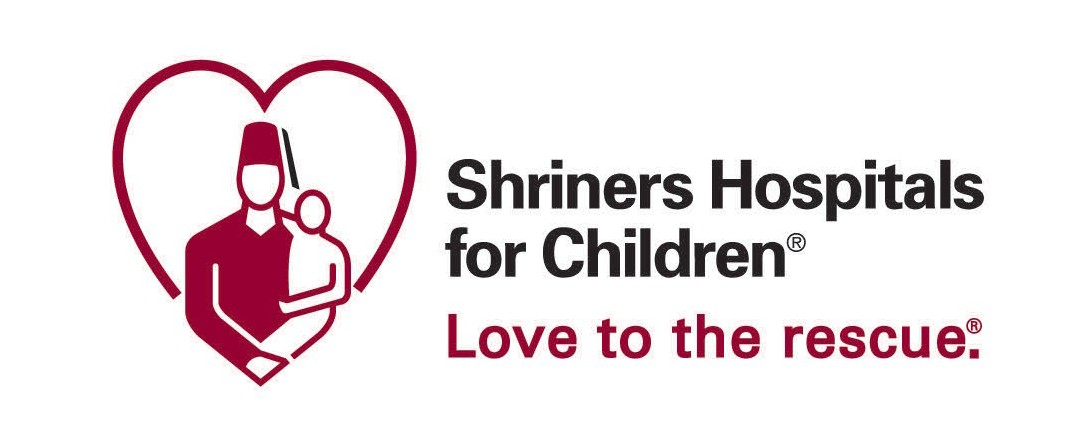 Shriners Hospitals
for Children®
Love to the rescue.®